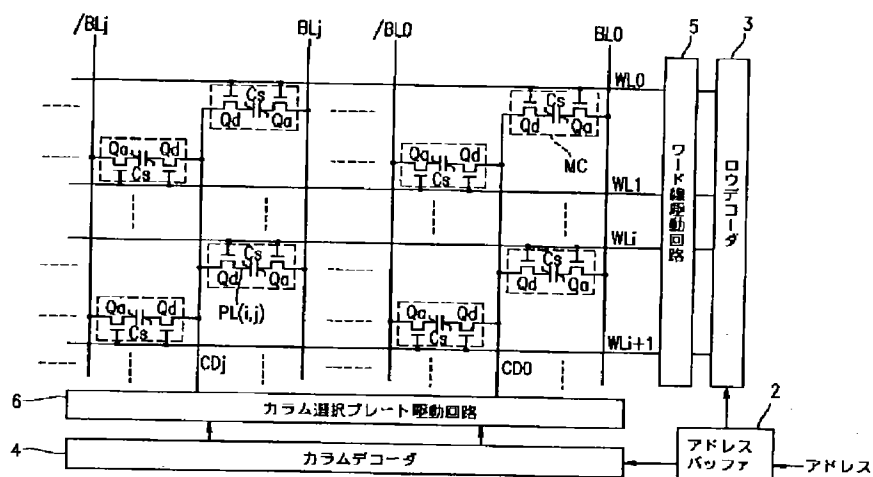 /BLj
BLj
/BL0
BL0
5
3
WL0
Cs
Qd
Qa
Cs
Qd
Qa
MC
Qa
Qd
Cs
Qa
Qd
Cs
WL1
ワード線駆動回路
ロウデコーダ
WLi
Cs
Qd
Qa
PL(i,j)
Cs
Qd
Qa
Qa
Qd
Cs
Qa
Qd
Cs
WLi+1
CDj
CD0
6
カラム選択プレート駆動回路
2
4
カラムデコーダ
アドレス
バッファ
アドレス